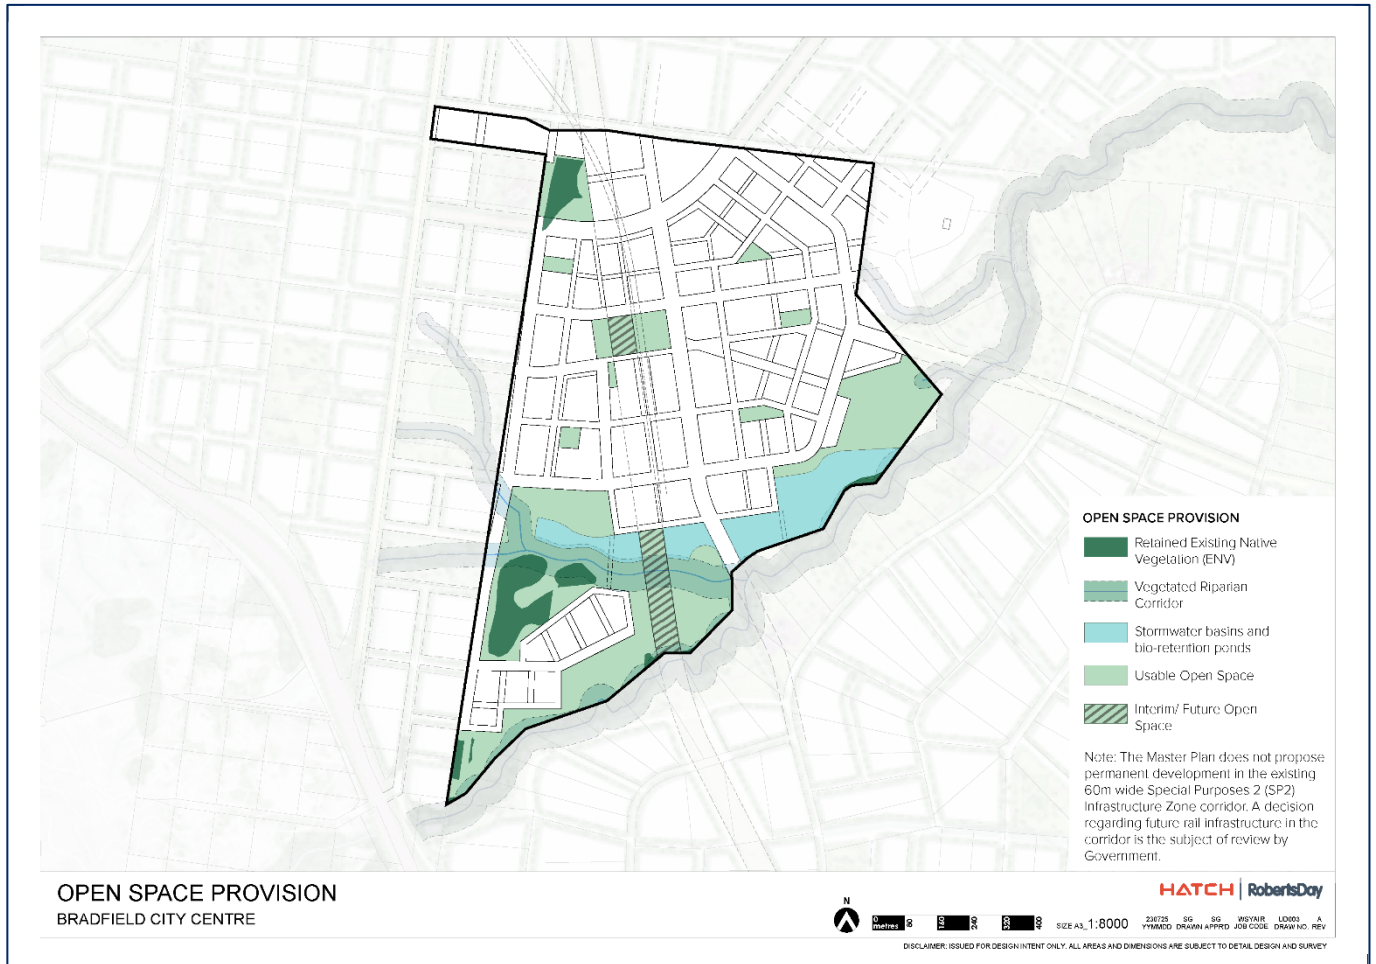 OPEN SPACE PROVISION
Retained Existing Native
Vegetation (ENV)
Vegetated Riparian
Corridor
Stormwater basins and
bio-retention ponds
Usable Open Space
Interim/ Future Open
Space
Note: The Master Plan does not propose
permanent development in the existing
60m wide Special Purposes 2 (SP2)
Infrastructure Zone corridor. A decision
regarding future rail infrastructure in the
corridor is the subject of review by
Government.
OPEN SPACE PROVISION
BRADFIELD CITY CENTRE
HATCH | RobertsDay
N
0 metres 80 160 240 320 400 SIZE A3_1:8000
230725 SG SG WSYAIR UD003 A
YYMMDD DRAWN APPRD JOB CODE DRAW NO. REV
DISCLAIMER: ISSUED FOR DESIGN INTENT ONLY. ALL AREAS AND DIMENSIONS ARE SUBJECT TO DETAIL DESIGN AND SURVEY